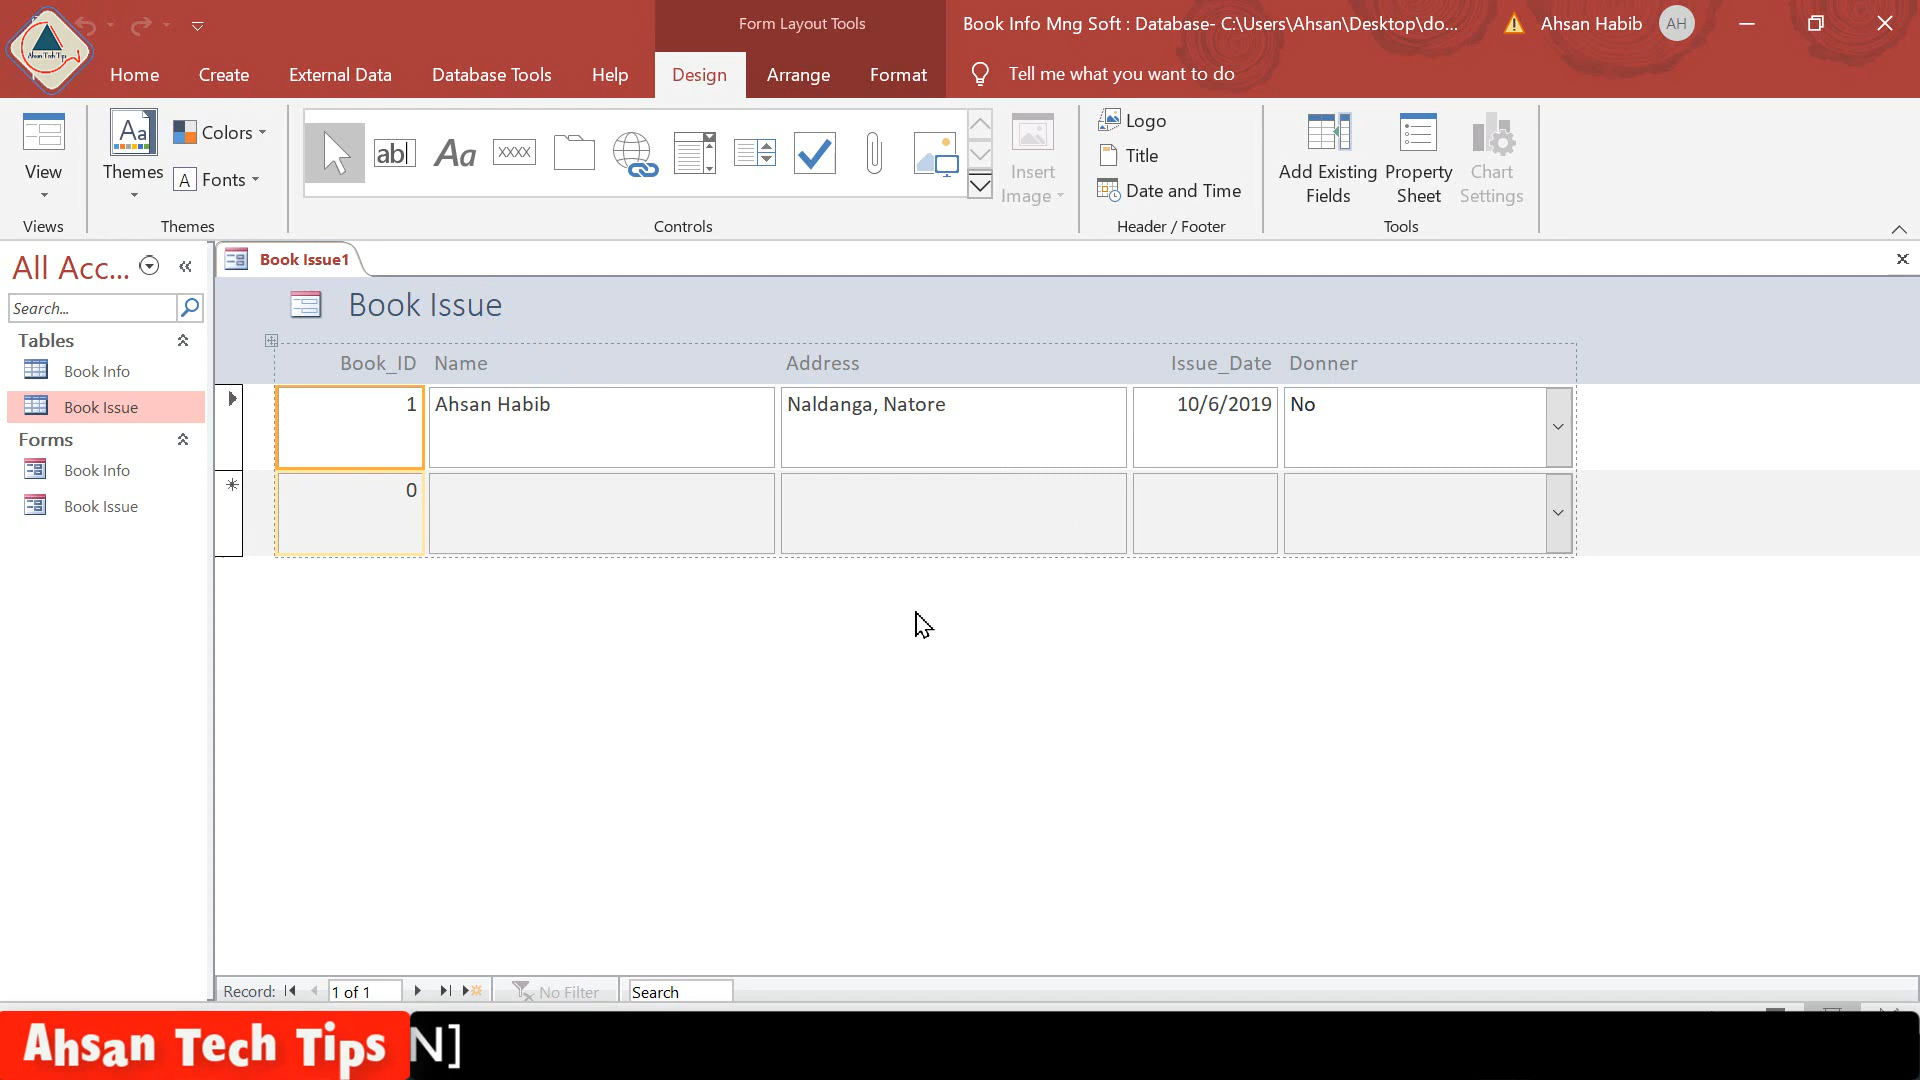 Form Layout Tools
Book Info Mng Soft : Database- C:\Users\Ahsan\Desktop\do...
Ahsan Habib
AH
Home
Create
External Data
Database Tools
Help
Design
Arrange
Format
Tell me what you want to do
View
Themes
Colors
Fonts
Aa
A
ab
Aa
XXXX
Insert
Image
Logo
Title
Date and Time
Add Existing
Fields
Property
Sheet
Chart
Settings
Views
Themes
Controls
Header / Footer
Tools
All Acc...
Search...
Tables
Book Info
Book Issue
Forms
Book Info
Book Issue
Book Issue1
Book Issue
Book_ID Name Address Issue_Date Donner
1 Ahsan Habib Naldanga, Natore 10/6/2019 No
0
Record: 1 of 1 No Filter Search
Ahsan Tech Tips N]